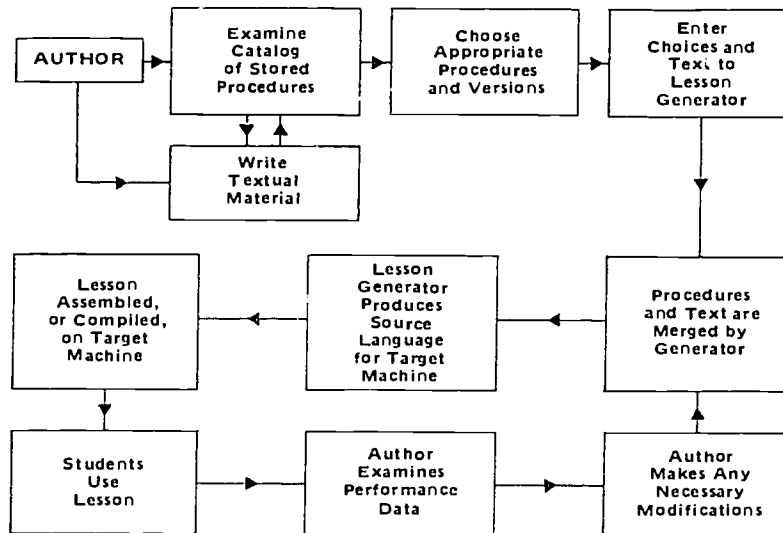 AUTHOR
Examine
Catalog
of Stored
Procedures
Choose
Appropriate
Procedures
and Versions
Enter
Choices and
Text to
Lesson
Generator
Write
Textual
Material
Lesson
Assembled,
or Compiled,
on Target
Machine
Lesson
Generator
Produces
Source
Language
for Target
Machine
Procedures
and Text are
Merged by
Generator
Students
Use
Lesson
Author
Examines
Performance
Data
Author
Makes Any
Necessary
Modifications